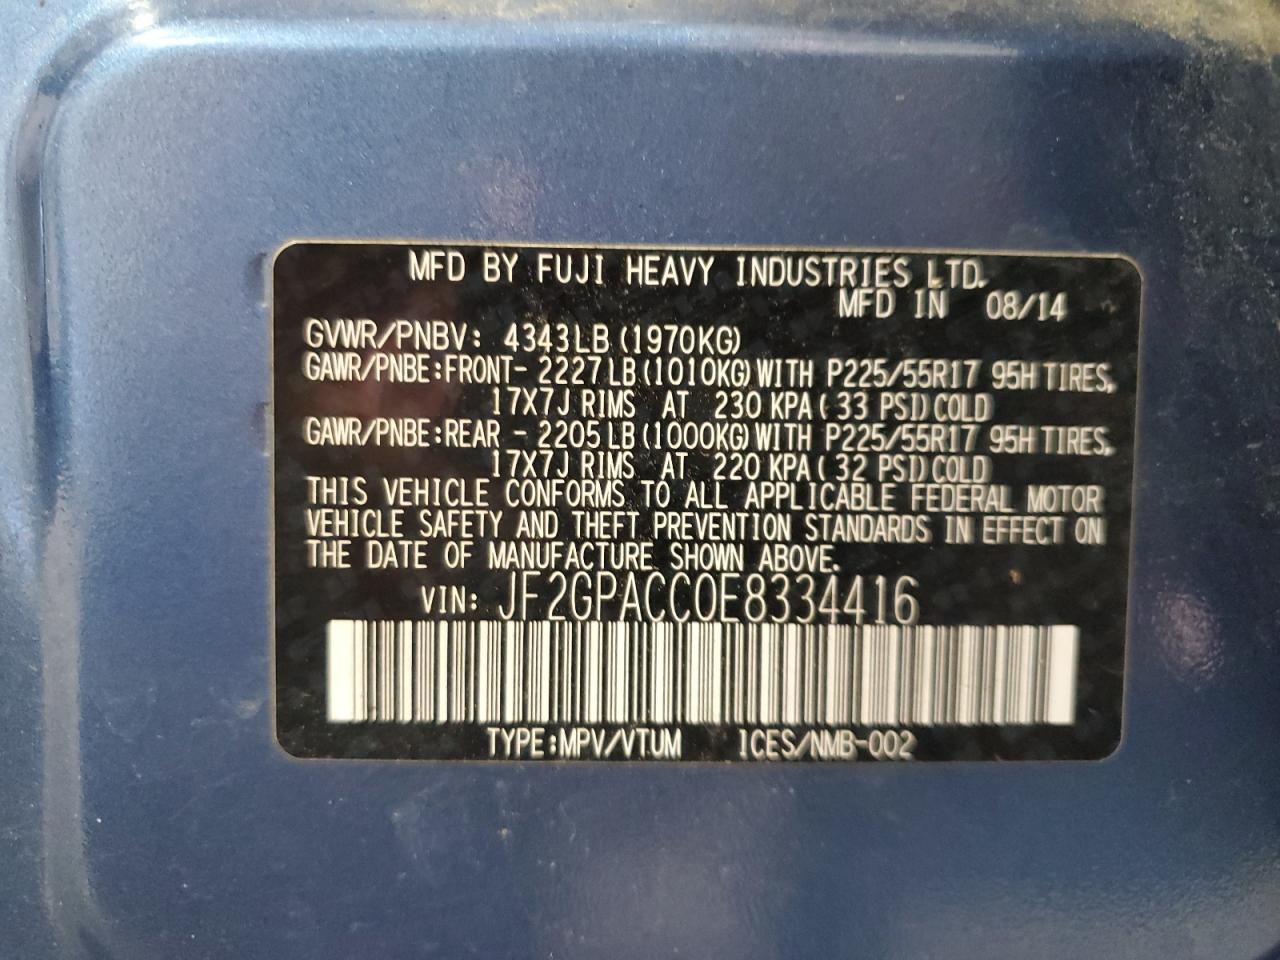 MFD BY FUJI HEAVY INDUSTRIES LTD.
MFD IN 08/14
GVWR/PNBV: 4343LB (1970KG)
GAWR/PNBE:FRONT- 2227LB(1010KG)WITH P225/55R17 95H TIRES,
17X7J RIMS AT 230 KPA( 33 PSI)COLD
GAWR/PNBE:REAR - 2205LB(1000KG)WITH P225/55R17 95H TIRES,
17X7J RIMS AT 220 KPA( 32 PSI)COLD
THIS VEHICLE CONFORMS TO ALL APPLICABLE FEDERAL MOTOR
VEHICLE SAFETY AND THEFT PREVENTION STANDARDS IN EFFECT ON
THE DATE OF MANUFACTURE SHOWN ABOVE.
VIN: JF2GPACC0E8334416
TYPE:MPV/VTUM ICES/NMB-002